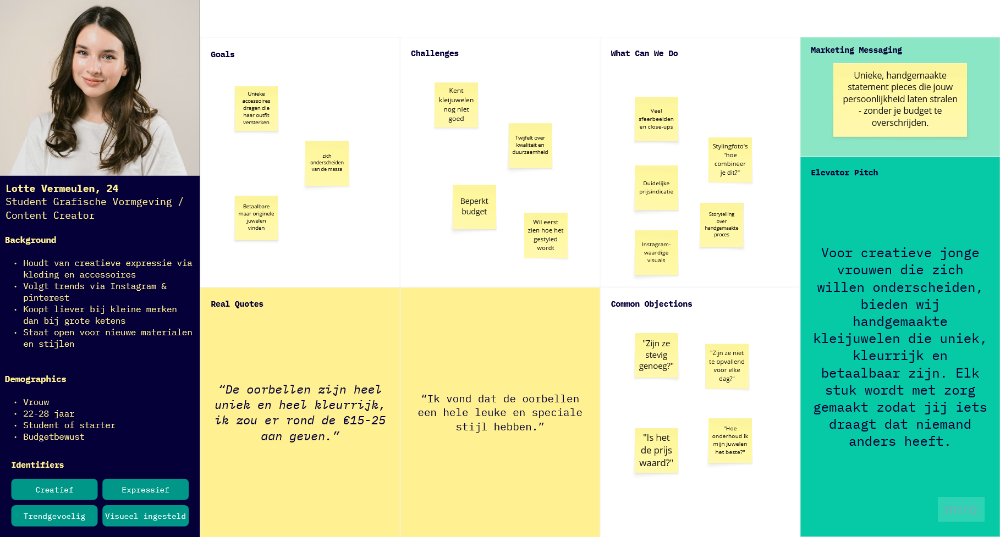 Lotte Vermeulen, 24
Student Grafische Vormgeving /
Content Creator
Background
• Houdt van creatieve expressie via
kleding en accessoires
• Volgt trends via Instagram &
pinterest
• Koopt liever bij kleine merken
dan bij grote ketens
• Staat open voor nieuwe materialen
en stijlen
Demographics
• Vrouw
• 22-28 jaar
• Student of starter
• Budgetbewust
Identifiers
Creatief
Expressief
Trendgevoelig
Visueel ingesteld
Goals
Unieke
accessoires
dragen die
haar outfit
versterken
zich
onderscheiden
van de massa
Betaalbare
maar originele
juwelen
vinden
Challenges
Kent
kleijuwelen
nog niet
goed
Twijfelt over
kwaliteit en
duurzaamheid
Beperkt
budget
Wil eerst
zien hoe het
gestyled
wordt
What Can We Do
Veel
sfeerbeelden
en close-ups
Stylingfoto's
"hoe
combineer
je dit?"
Duidelijke
prijsindicatie
Storytelling
over
handgemaakte
proces
Instagram-
waardige
visuals
Marketing Messaging
Unieke, handgemaakte
statement pieces die jouw
persoonlijkheid laten stralen
- zonder je budget te
overschrijden.
Real Quotes
“De oorbellen zijn heel
uniek en heel kleurrijk,
ik zou er rond de €15-25
aan geven.”
“Ik vond dat de oorbellen
een hele leuke en speciale
stijl hebben.”
Common Objections
"Zijn ze
stevig
genoeg?"
"Zijn ze niet
te opvallend
voor elke
dag?"
"Is het
de prijs
waard?"
"Hoe
onderhoud ik
mijn juwelen
het beste?"
Elevator Pitch
Voor creatieve jonge
vrouwen die zich
willen onderscheiden,
bieden wij
handgemaakte
kleijuwelen die uniek,
kleurrijk en
betaalbaar zijn. Elk
stuk wordt met zorg
gemaakt zodat jij iets
draagt dat niemand
anders heeft.
miro